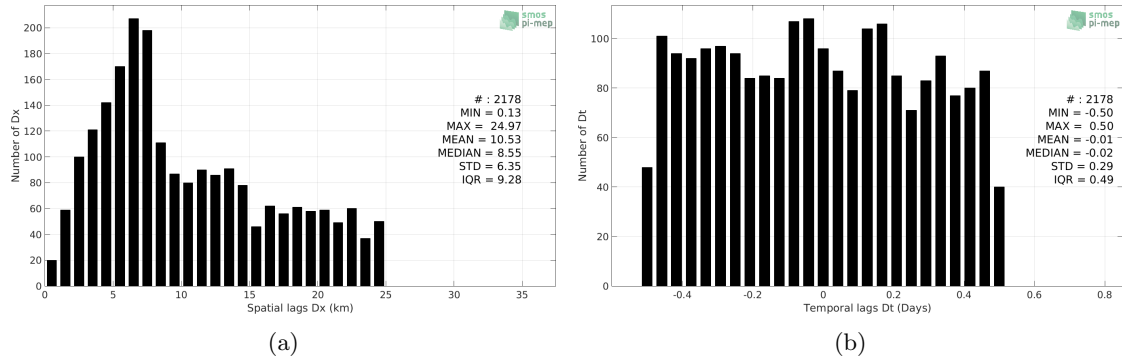 smos
pi-mep
200
180
160
140
120
100
80
60
40
20
0
Number of Dx
# : 2178
MIN = 0.13
MAX = 24.97
MEAN = 10.53
MEDIAN = 8.55
STD = 6.35
IQR = 9.28
0 5 10 15 20 25 30 35
Spatial lags Dx (km)
(a)
smos
pi-mep
100
80
60
40
20
0
Number of Dt
# : 2178
MIN = -0.50
MAX = 0.50
MEAN = -0.01
MEDIAN = -0.02
STD = 0.29
IQR = 0.49
-0.4 -0.2 0 0.2 0.4 0.6 0.8
Temporal lags Dt (Days)
(b)